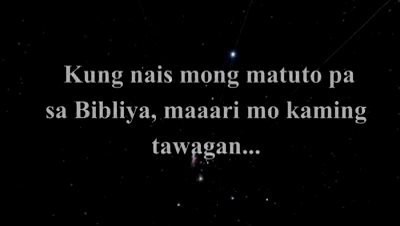 Kung nais mong matuto pa
sa Bibliya, maaari mo kaming
tawagan...